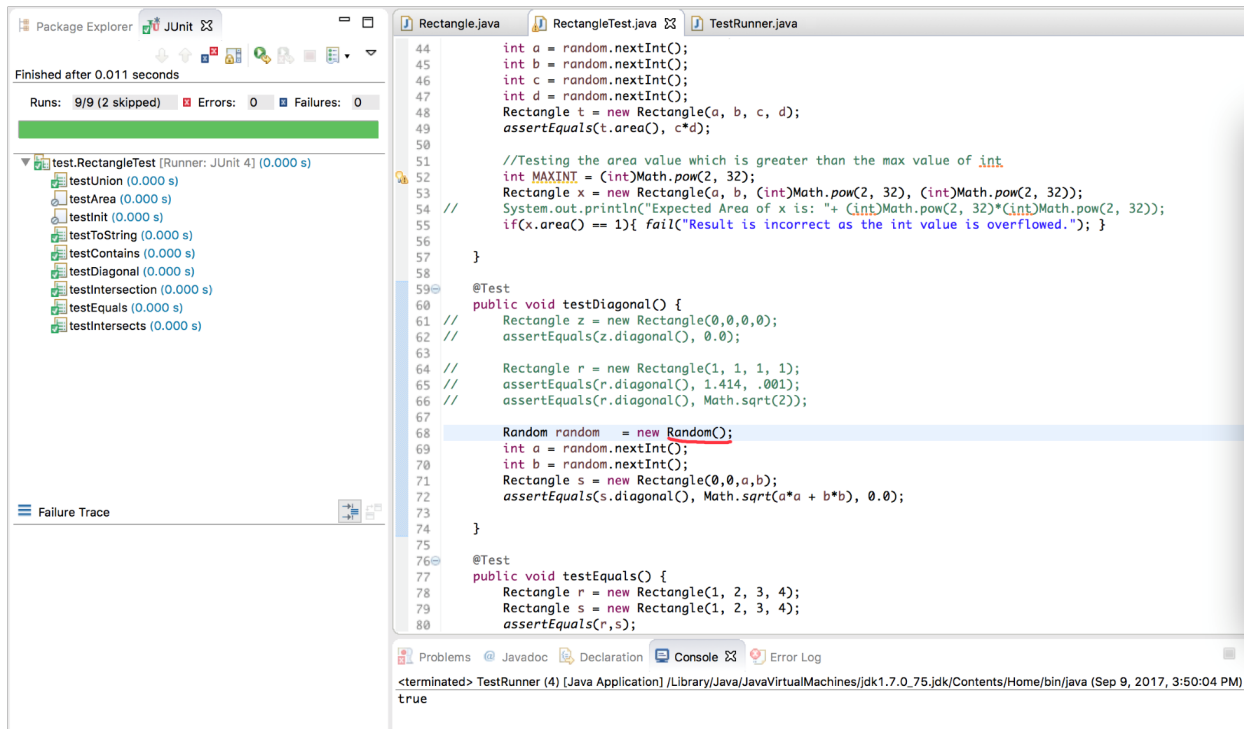 Package Explorer JUnit
Finished after 0.011 seconds
Runs: 9/9 (2 skipped) Errors: 0 Failures: 0
test.RectangleTest [Runner: JUnit 4] (0.000 s)
testUnion (0.000 s)
testArea (0.000 s)
testInit (0.000 s)
testToString (0.000 s)
testContains (0.000 s)
testDiagonal (0.000 s)
testIntersection (0.000 s)
testEquals (0.000 s)
testIntersects (0.000 s)
Failure Trace
Rectangle.java RectangleTest.java TestRunner.java
44 int a = random.nextInt();
45 int b = random.nextInt();
46 int c = random.nextInt();
47 int d = random.nextInt();
48 Rectangle t = new Rectangle(a, b, c, d);
49 assertEquals(t.area(), c*d);
50
51 //Testing the area value which is greater than the max value of int
52 int MAXINT = (int)Math.pow(2, 32);
53 Rectangle x = new Rectangle(a, b, (int)Math.pow(2, 32), (int)Math.pow(2, 32));
54 // System.out.println("Expected Area of x is: "+ (int)Math.pow(2, 32)*(int)Math.pow(2, 32));
55 if(x.area() == 1){ fail("Result is incorrect as the int value is overflowed."); }
56
57 }
58
59 @Test
60 public void testDiagonal() {
61 // Rectangle z = new Rectangle(0,0,0,0);
62 // assertEquals(z.diagonal(), 0.0);
63
64 // Rectangle r = new Rectangle(1, 1, 1, 1);
65 // assertEquals(r.diagonal(), 1.414, .001);
66 // assertEquals(r.diagonal(), Math.sqrt(2));
67
68 Random random = new Random();
69 int a = random.nextInt();
70 int b = random.nextInt();
71 Rectangle s = new Rectangle(0,0,a,b);
72 assertEquals(s.diagonal(), Math.sqrt(a*a + b*b), 0.0);
73
74 }
75
76 @Test
77 public void testEquals() {
78 Rectangle r = new Rectangle(1, 2, 3, 4);
79 Rectangle s = new Rectangle(1, 2, 3, 4);
80 assertEquals(r,s);
Problems @ Javadoc Declaration Console Error Log
<terminated> TestRunner (4) [Java Application] /Library/Java/JavaVirtualMachines/jdk1.7.0_75.jdk/Contents/Home/bin/java (Sep 9, 2017, 3:50:04 PM)
true